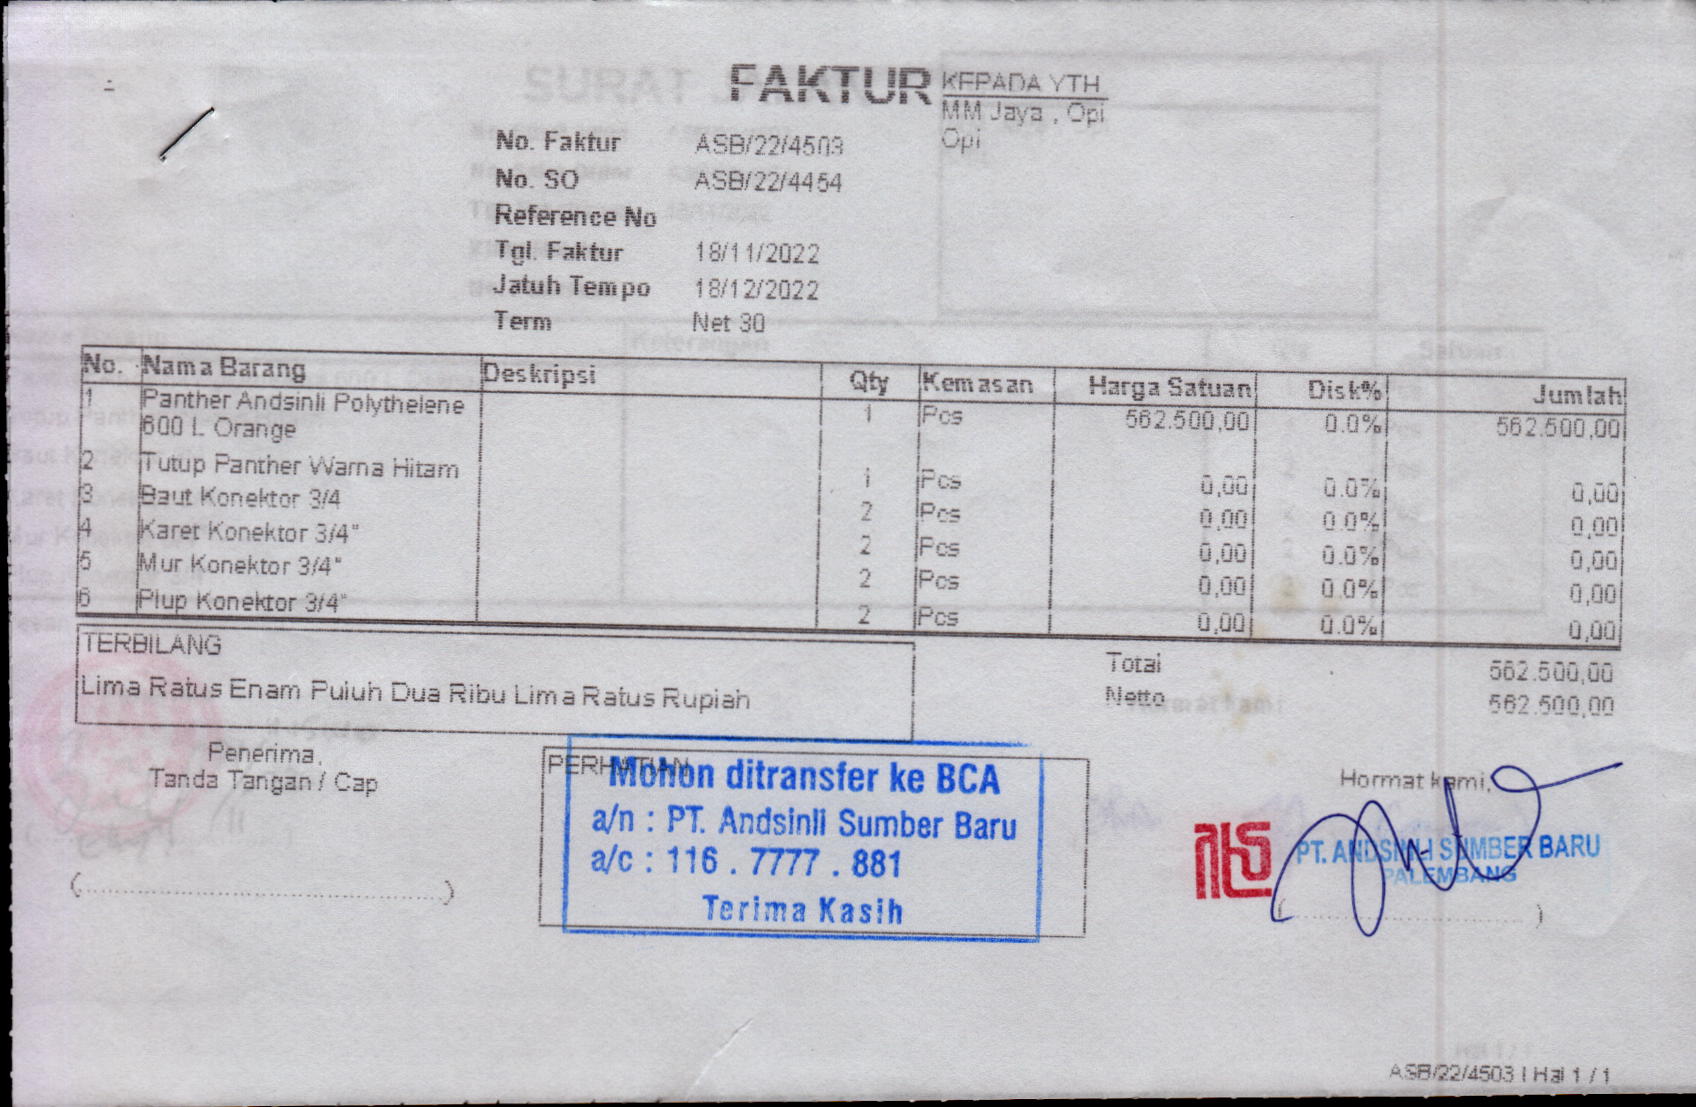 FAKTUR
KEPADA YTH
MM Jaya , Opi
Opi
No. Faktur ASB/22/4503
No. SO ASB/22/4454
Reference No
Tgl. Faktur 18/11/2022
Jatuh Tempo 18/12/2022
Term Net 30
No. Nama Barang Deskripsi Qty Kemasan Harga Satuan Disk% Jumlah
1 Panther Andsinli Polythelene 1 Pcs 562.500,00 0.0% 562.500,00
600 L Orange
2 Tutup Panther Warna Hitam 1 Pcs 0,00 0.0% 0,00
3 Baut Konektor 3/4 2 Pcs 0,00 0.0% 0,00
4 Karet Konektor 3/4" 2 Pcs 0,00 0.0% 0,00
5 Mur Konektor 3/4" 2 Pcs 0,00 0.0% 0,00
6 Plup Konektor 3/4" 2 Pcs 0,00 0.0% 0,00
TERBILANG
Lima Ratus Enam Puluh Dua Ribu Lima Ratus Rupiah
Total 562.500,00
Netto 562.500,00
Penerima,
Tanda Tangan / Cap
PERHATIAN
Mohon ditransfer ke BCA
a/n : PT. Andsinli Sumber Baru
a/c : 116 . 7777 . 881
Terima Kasih
Hormat kami,
PT. ANDSINLI SUMBER BARU
PALEMBANG
ASB/22/4503 | Hal 1 / 1